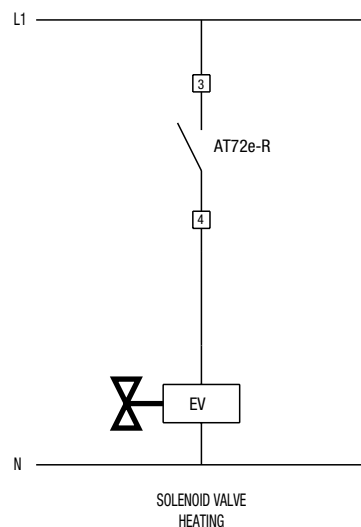 L1
3
AT72e-R
4
EV
N
SOLENOID VALVE
HEATING